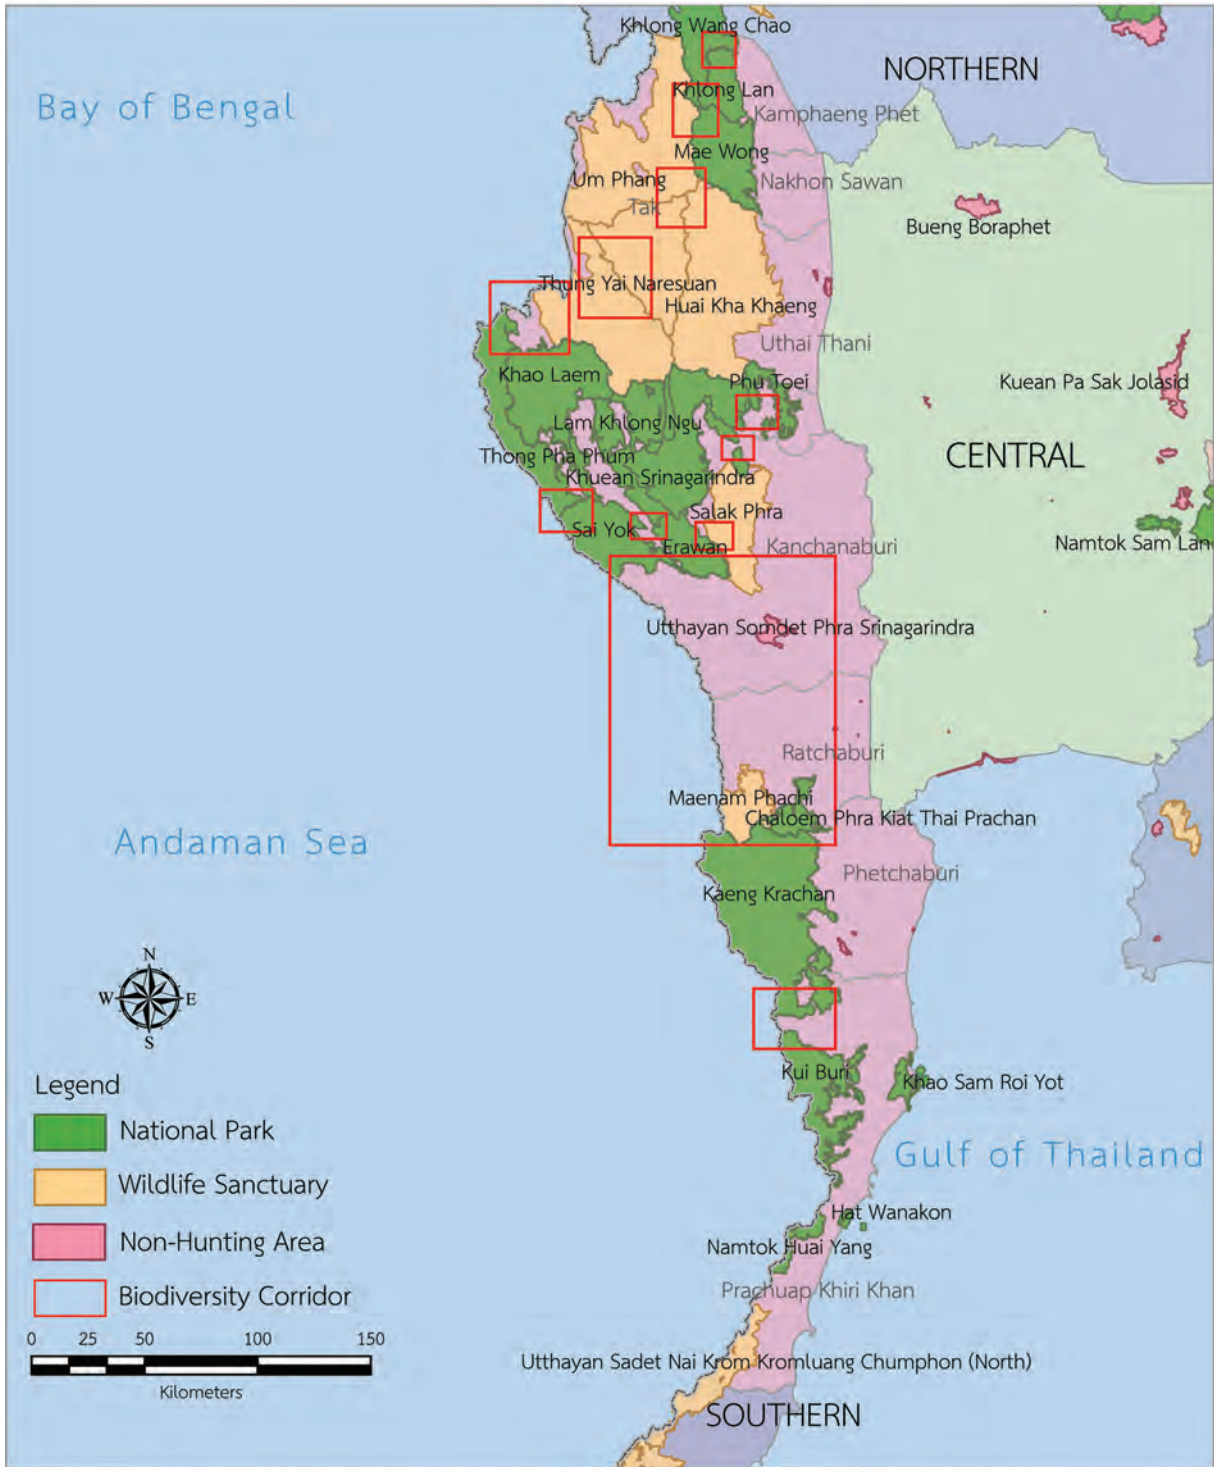 Khlong Wang Chao
NORTHERN
Bay of Bengal
Khlong Lan
Kamphaeng Phet
Mae Wong
Um Phang
Nakhon Sawan
Tak
Bueng Boraphet
Thung Yai Naresuan
Huai Kha Khaeng
Uthai Thani
Khao Laem
Phu Toei
Kuean Pa Sak Jolasid
Lam Khlong Ngu
Thong Pha Phum
CENTRAL
Khuean Srinagarindra
Salak Phra
Sai Yok
Erawan
Kanchanaburi
Namtok Sam Lan
Utthayan Somdet Phra Srinagarindra
Ratchaburi
Maenam Phachi
Chaloem Phra Kiat Thai Prachan
Andaman Sea
Phetchaburi
Kaeng Krachan
N
W
E
S
Kui Buri
Khao Sam Roi Yot
Legend
National Park
Gulf of Thailand
Wildlife Sanctuary
Hat Wanakon
Non-Hunting Area
Namtok Huai Yang
Prachuap Khiri Khan
Biodiversity Corridor
0 25 50 100 150
Utthayan Sadet Nai Krom Kromluang Chumphon (North)
Kilometers
SOUTHERN